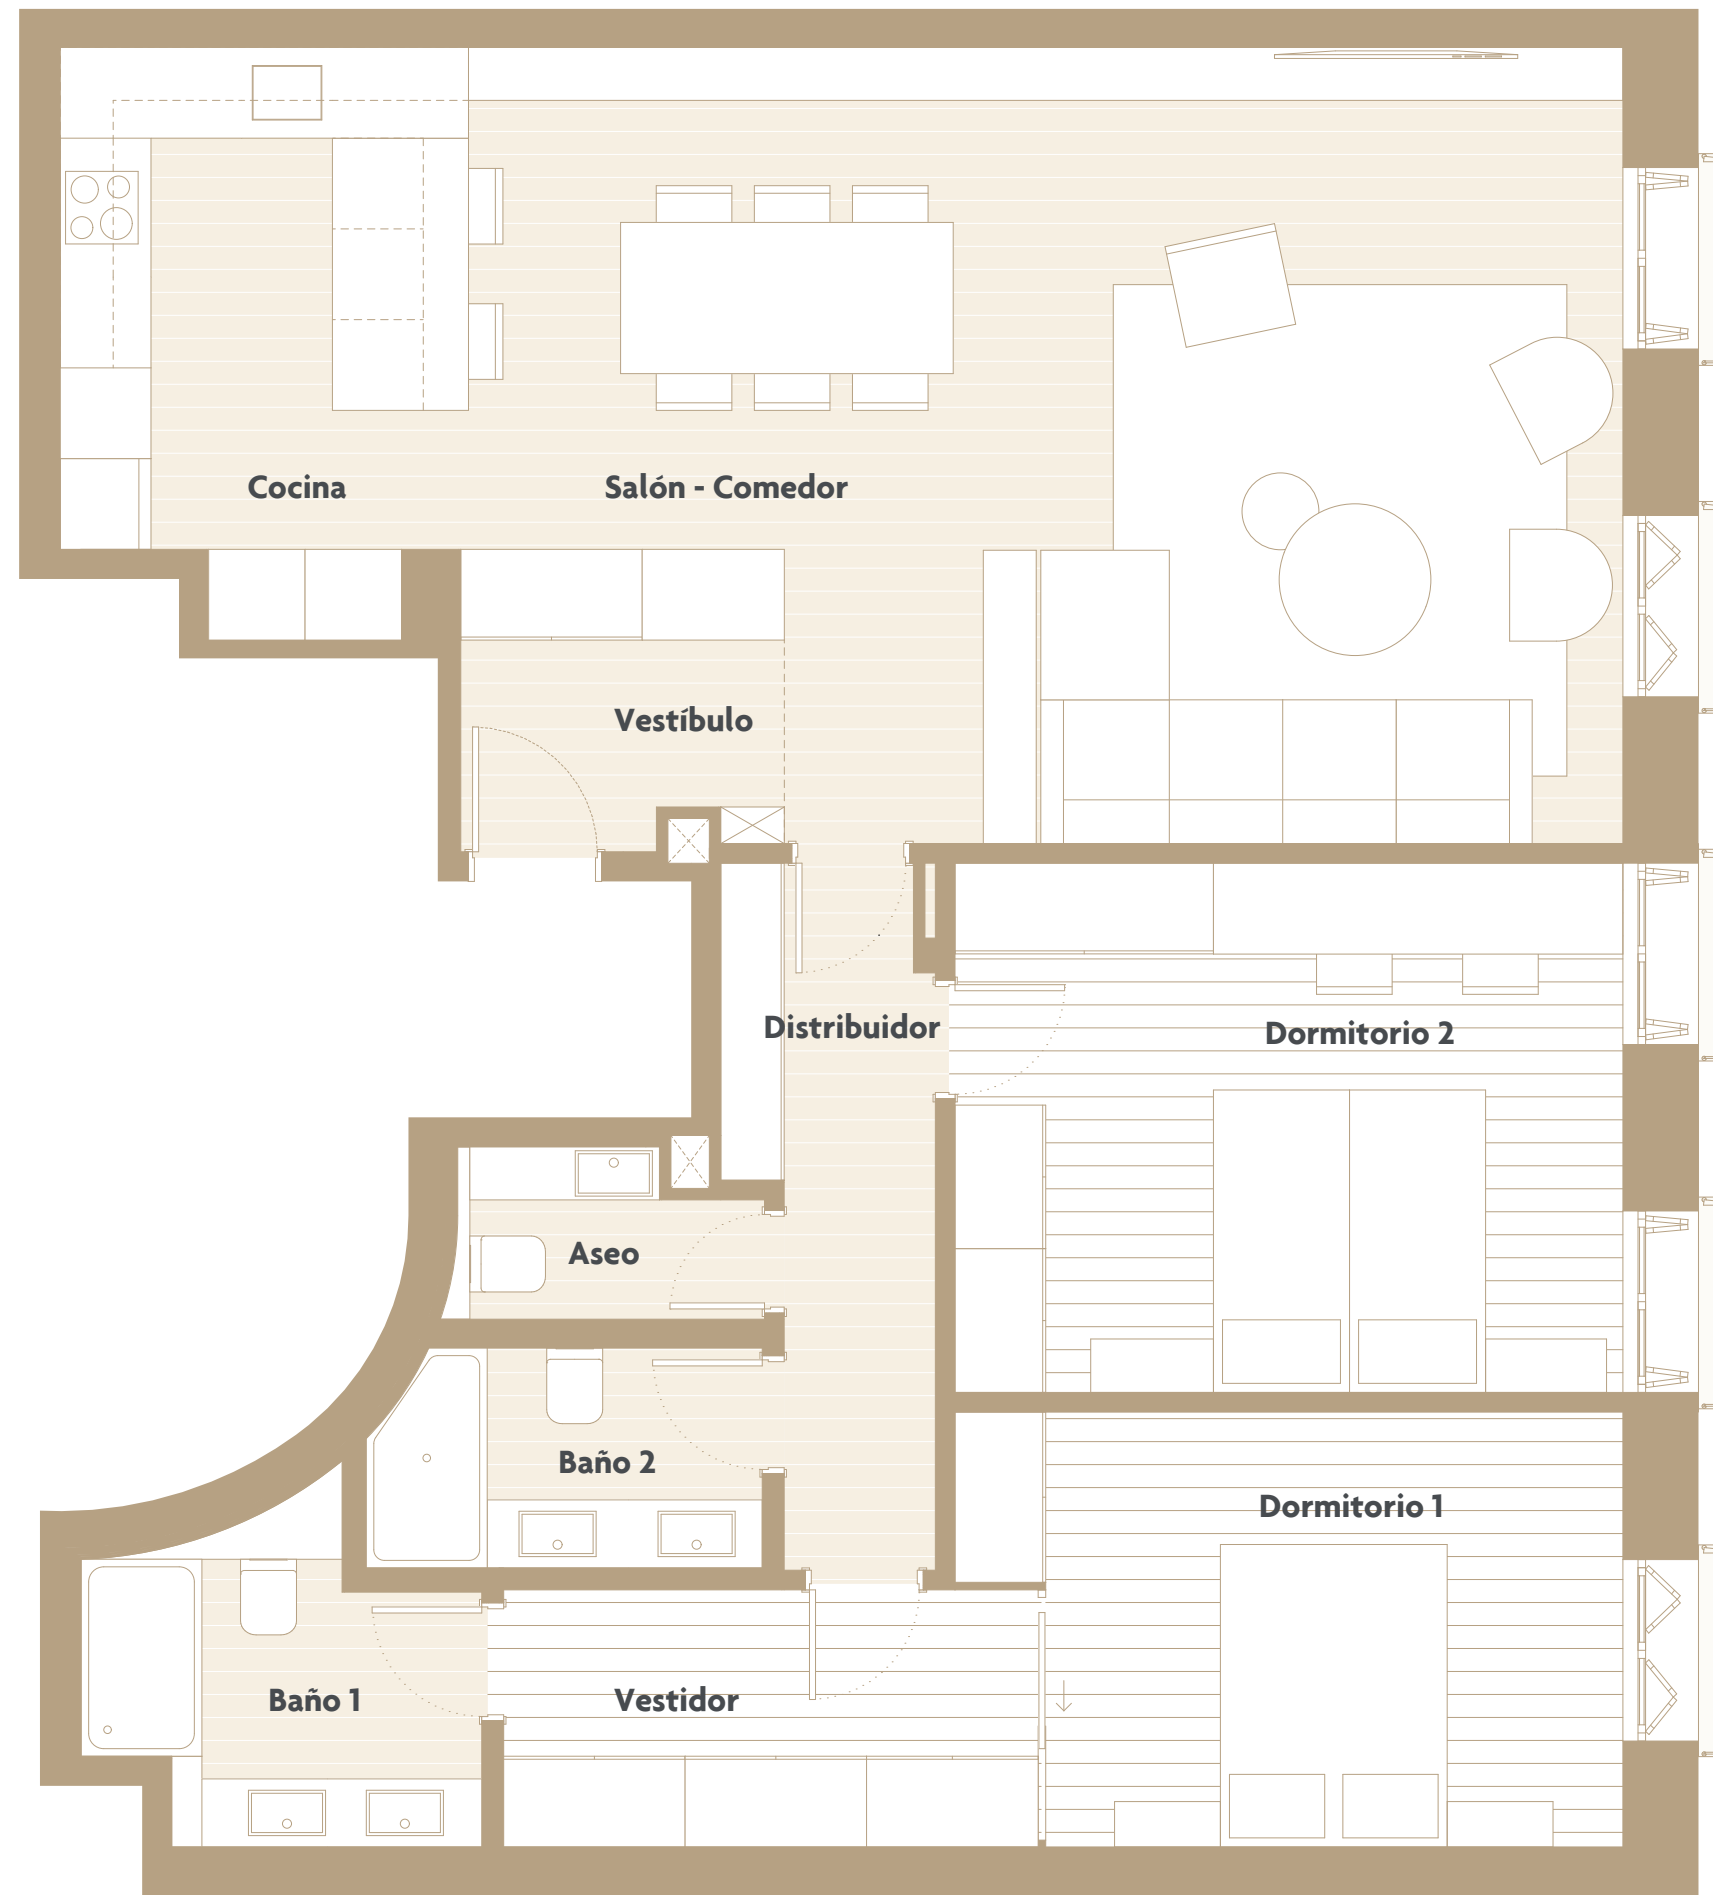 Cocina
Salón - Comedor
Vestíbulo
Distribuidor
Dormitorio 2
Aseo
Baño 2
Dormitorio 1
Baño 1
Vestidor